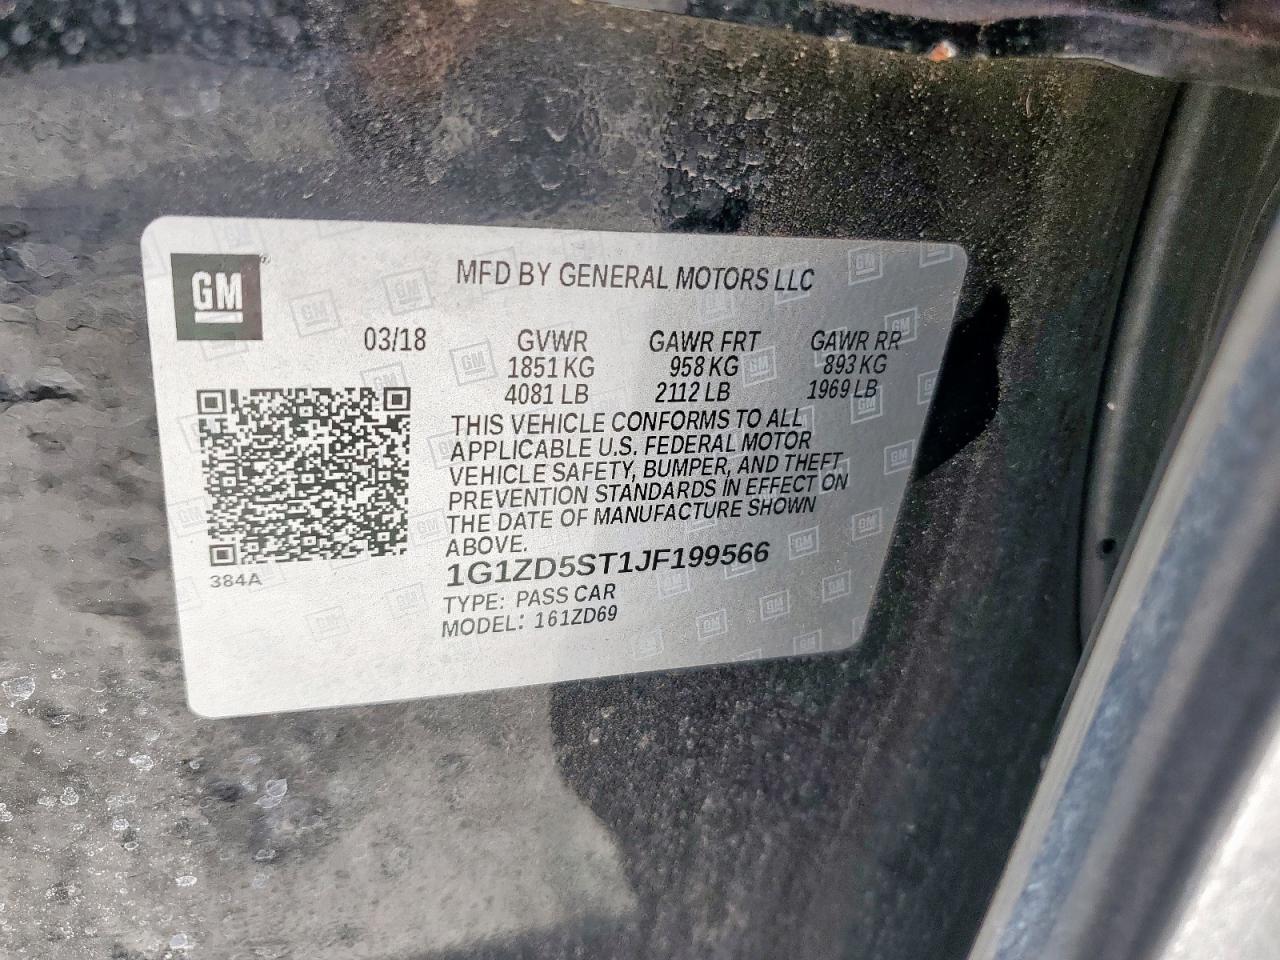 GM
MFD BY GENERAL MOTORS LLC
03/18 GVWR GAWR FRT GAWR RR
1851 KG 958 KG 893 KG
4081 LB 2112 LB 1969 LB
THIS VEHICLE CONFORMS TO ALL
APPLICABLE U.S. FEDERAL MOTOR
VEHICLE SAFETY, BUMPER, AND THEFT
PREVENTION STANDARDS IN EFFECT ON
THE DATE OF MANUFACTURE SHOWN
ABOVE.
384A
1G1ZD5ST1JF199566
TYPE: PASS CAR
MODEL: 161ZD69